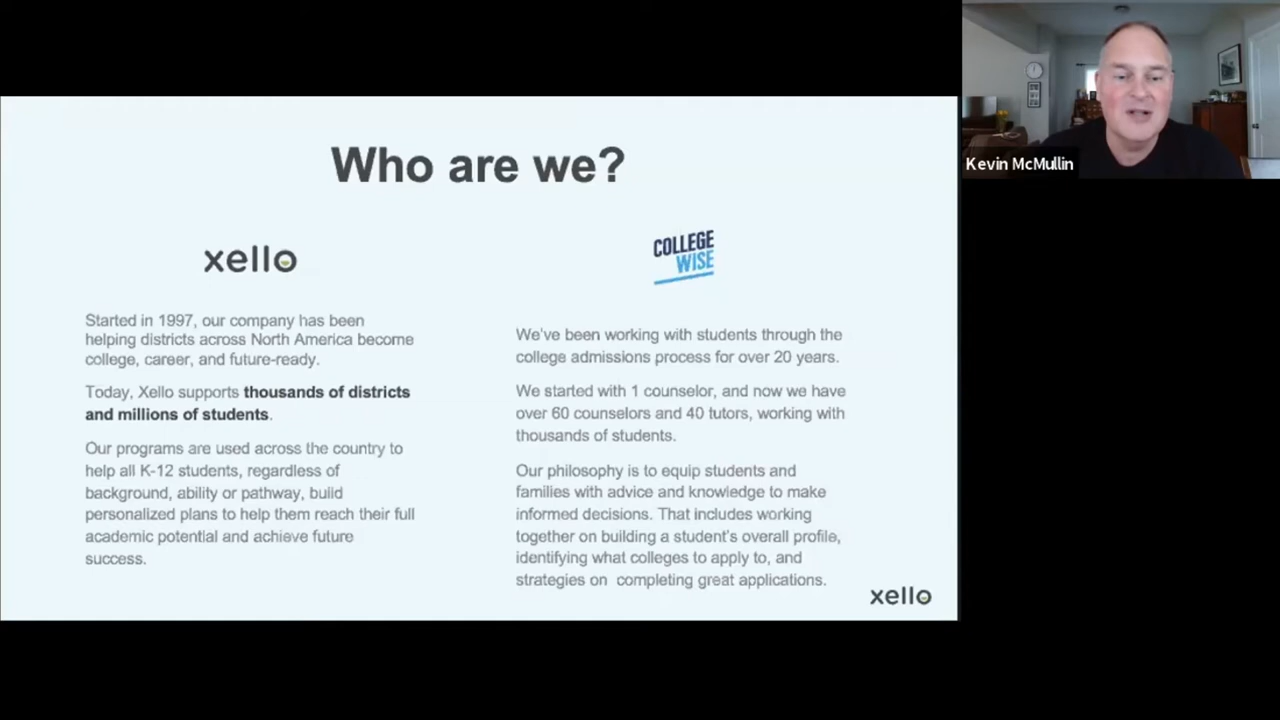 Who are we?
xello
Started in 1997, our company has been
helping districts across North America become
college, career, and future-ready.
Today, Xello supports thousands of districts
and millions of students.
Our programs are used across the country to
help all K-12 students, regardless of
background, ability or pathway, build
personalized plans to help them reach their full
academic potential and achieve future
success.
COLLEGE
WISE
We've been working with students through the
college admissions process for over 20 years.
We started with 1 counselor, and now we have
over 60 counselors and 40 tutors, working with
thousands of students.
Our philosophy is to equip students and
families with advice and knowledge to make
informed decisions. That includes working
together on building a student's overall profile,
identifying what colleges to apply to, and
strategies on completing great applications.
xello
Kevin McMullin